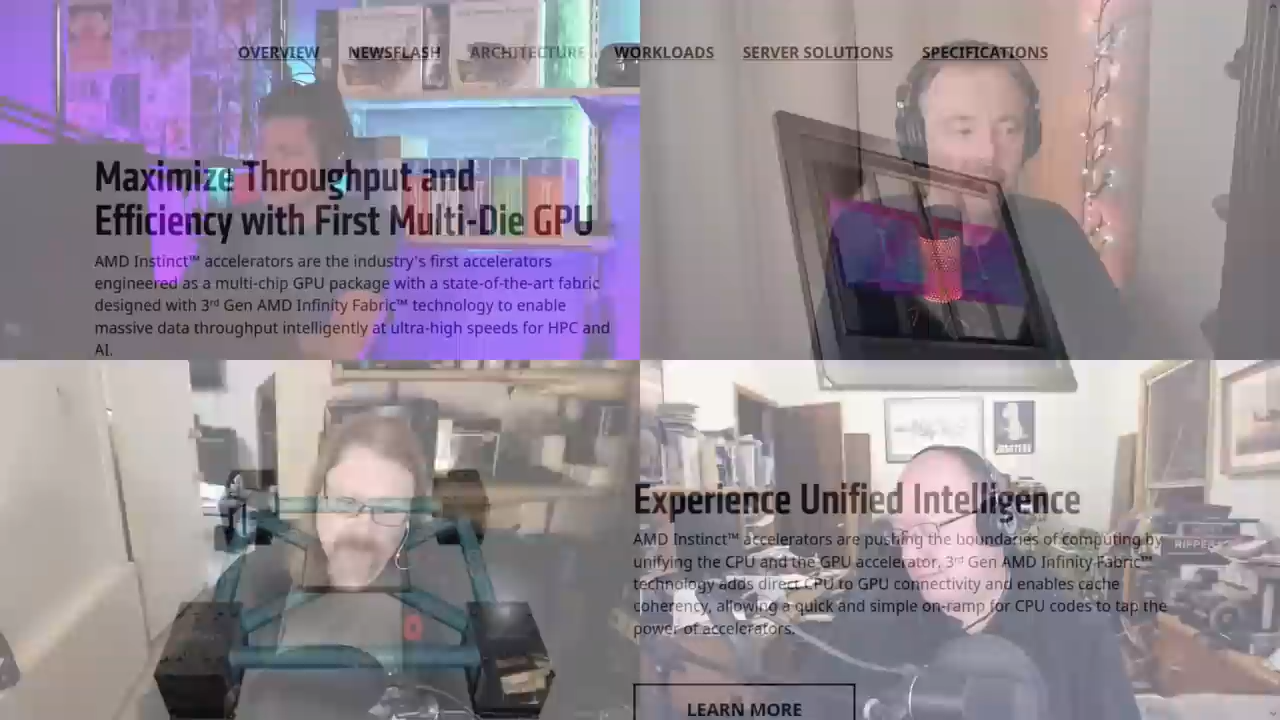 OVERVIEW NEWSFLASH ARCHITECTURE WORKLOADS SERVER SOLUTIONS SPECIFICATIONS
Maximize Throughput and
Efficiency with First Multi-Die GPU
AMD Instinct™ accelerators are the industry's first accelerators
engineered as a multi-chip GPU package with a state-of-the-art fabric
designed with 3ʳᵈ Gen AMD Infinity Fabric™ technology to enable
massive data throughput intelligently at ultra-high speeds for HPC and
AI.
Experience Unified Intelligence
AMD Instinct™ accelerators are pushing the boundaries of computing by
unifying the CPU and the GPU accelerator. 3ʳᵈ Gen AMD Infinity Fabric™
technology adds direct CPU to GPU connectivity and enables cache
coherency, allowing a quick and simple on-ramp for CPU codes to tap the
power of accelerators.
LEARN MORE